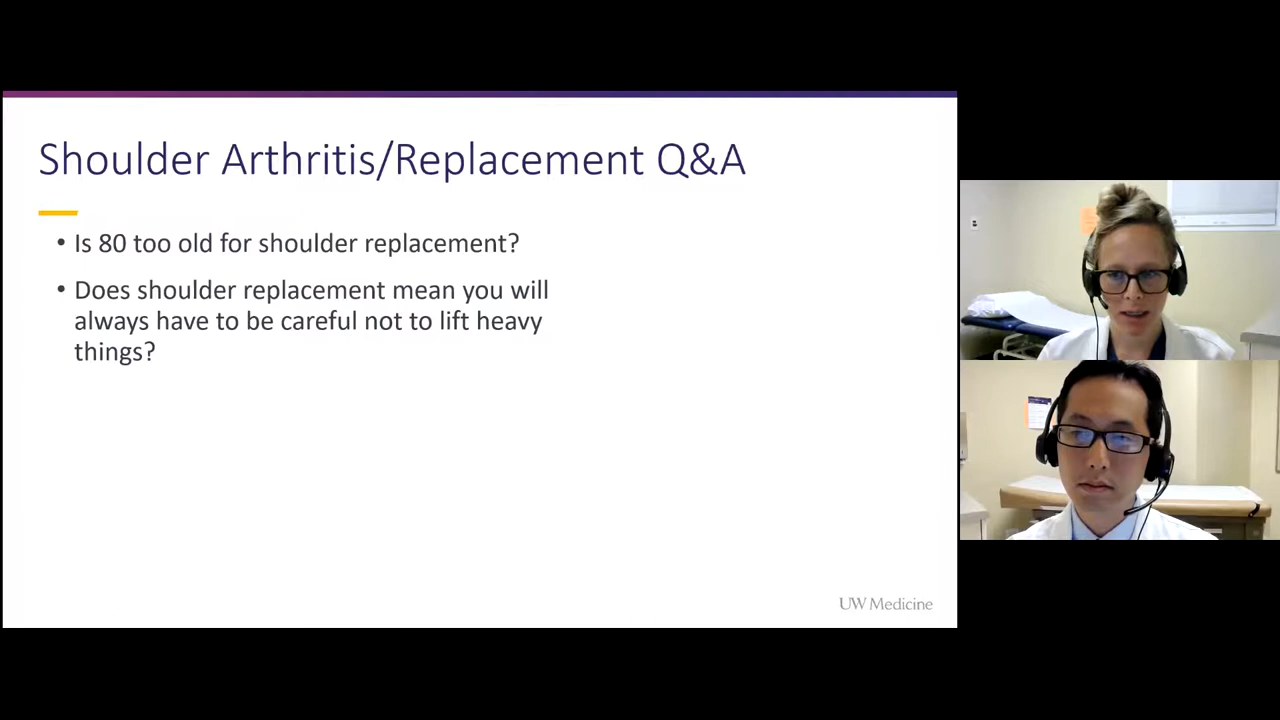 Shoulder Arthritis/Replacement Q&A
• Is 80 too old for shoulder replacement?
• Does shoulder replacement mean you will
always have to be careful not to lift heavy
things?
UW Medicine